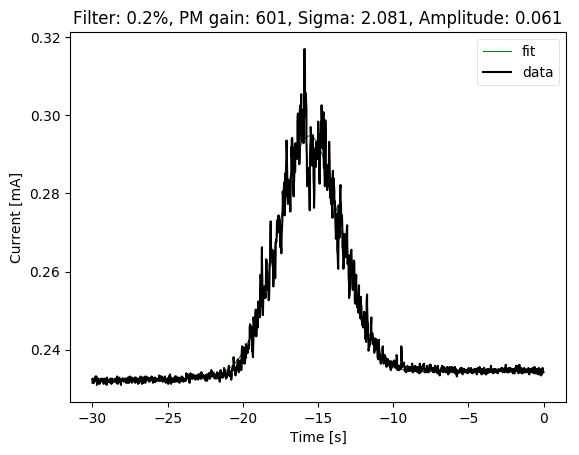 Filter: 0.2%, PM gain: 601, Sigma: 2.081, Amplitude: 0.061
fit
data
Current [mA]
0.32
0.30
0.28
0.26
0.24
−30
−25
−20
−15
−10
−5
0
Time [s]